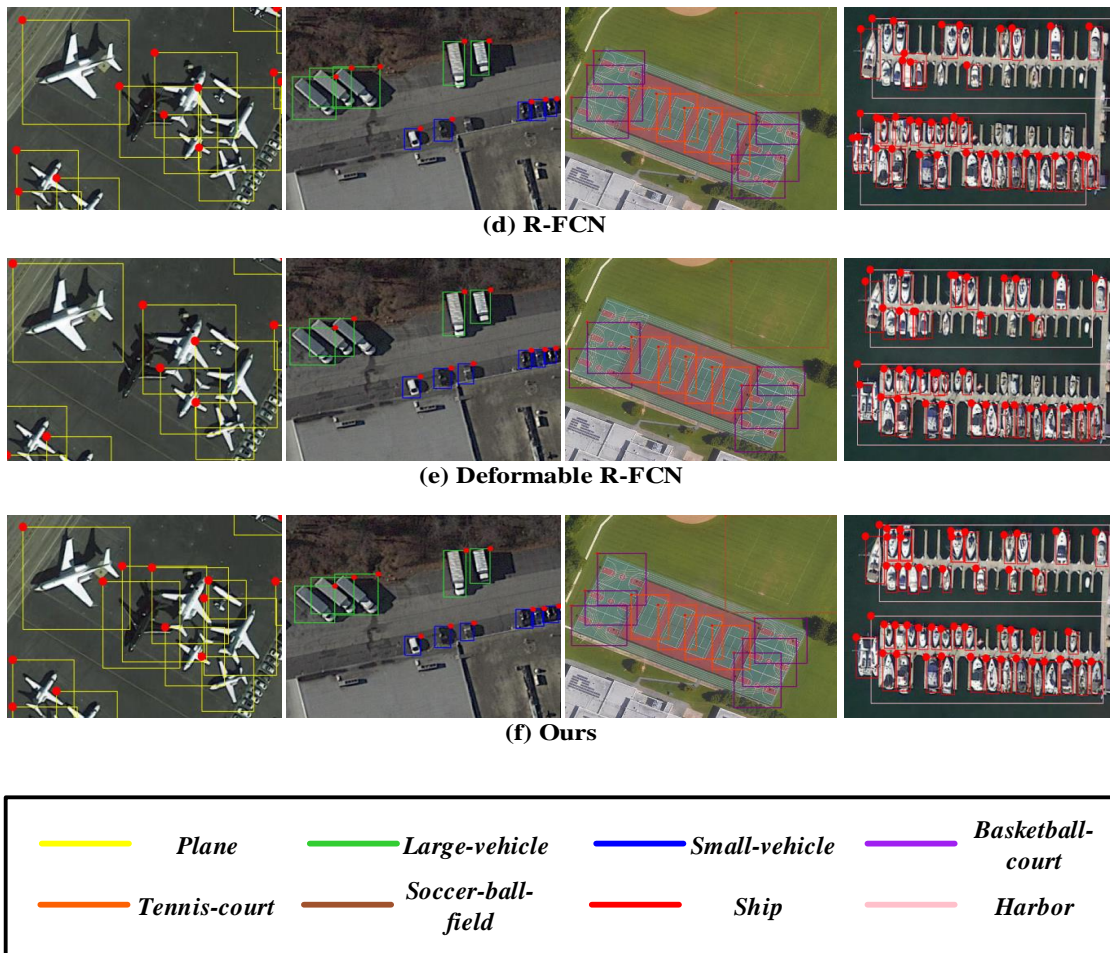 (d) R-FCN
(e) Deformable R-FCN
(f) Ours
Plane
Large-vehicle
Small-vehicle
Basketball-
court
Tennis-court
Soccer-ball-
field
Ship
Harbor